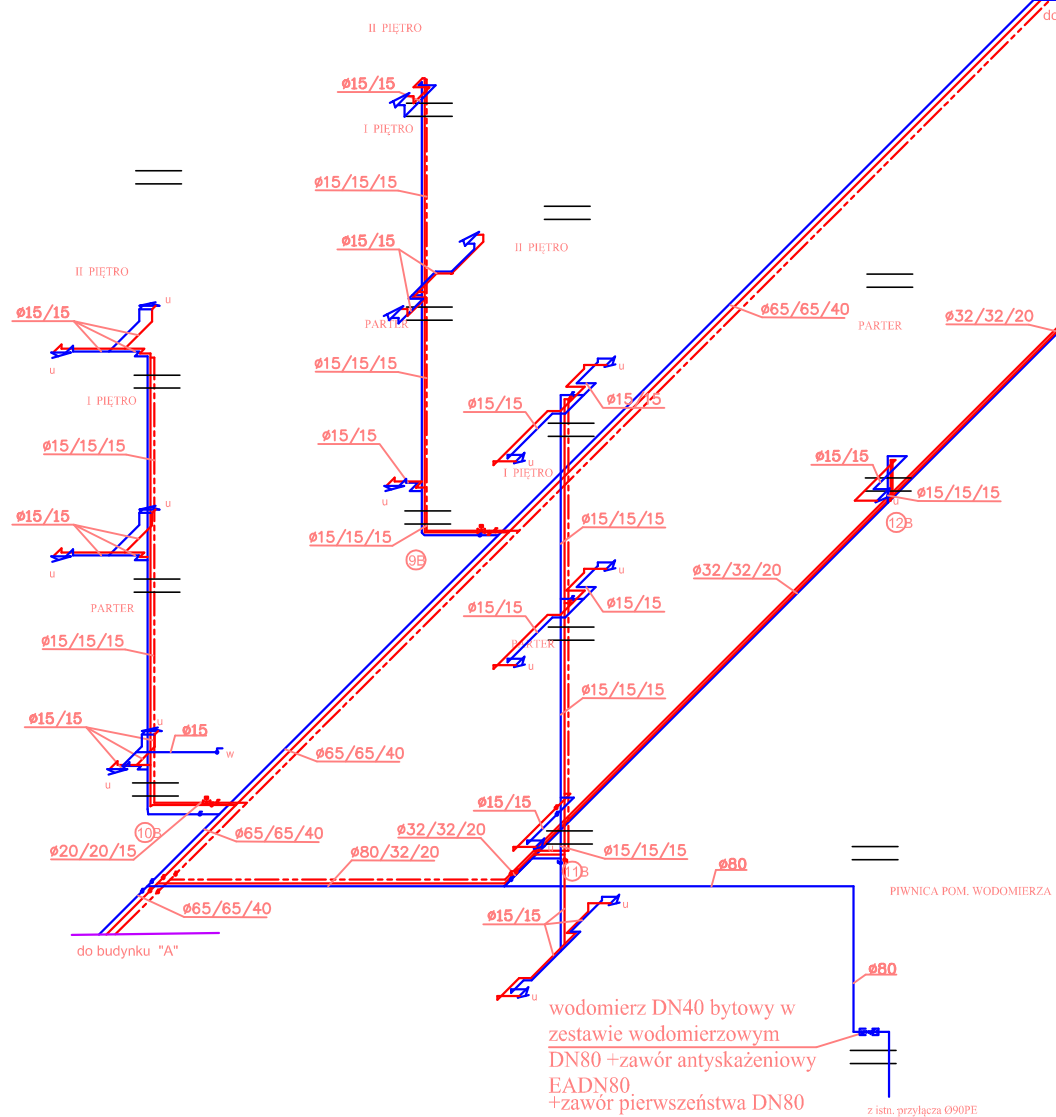 do
II PIĘTRO
ø15/15
I PIĘTRO
ø15/15/15
ø15/15
II PIĘTRO
II PIĘTRO
u
ø15/15
PARTER
ø65/65/40
PARTER
ø32/32/20
u
ø15/15/15
u
I PIĘTRO
ø15/15
ø15/15
ø15/15
ø15/15/15
ø15/15
u
I PIĘTRO
u
u
ø15/15
ø15/15/15
u
ø15/15
ø15/15/15
ø15/15/15
9B
12B
u
u
ø32/32/20
PARTER
ø15/15
ø15/15
ø15/15/15
PARTER
u
ø15/15/15
ø15/15
u
ø15
w
ø65/65/40
u
ø15/15
10B
ø65/65/40
ø32/32/20
ø20/20/15
ø80/32/20
u
ø15/15/15
11B
ø80
PIWNICA POM. WODOMIERZA
ø65/65/40
ø15/15
u
do budynku "A"
ø80
u
wodomierz DN40 bytowy w
zestawie wodomierzowym
DN80 +zawór antyskażeniowy
EADN80
+zawór pierwszeństwa DN80
z istn. przyłącza Ø90PE